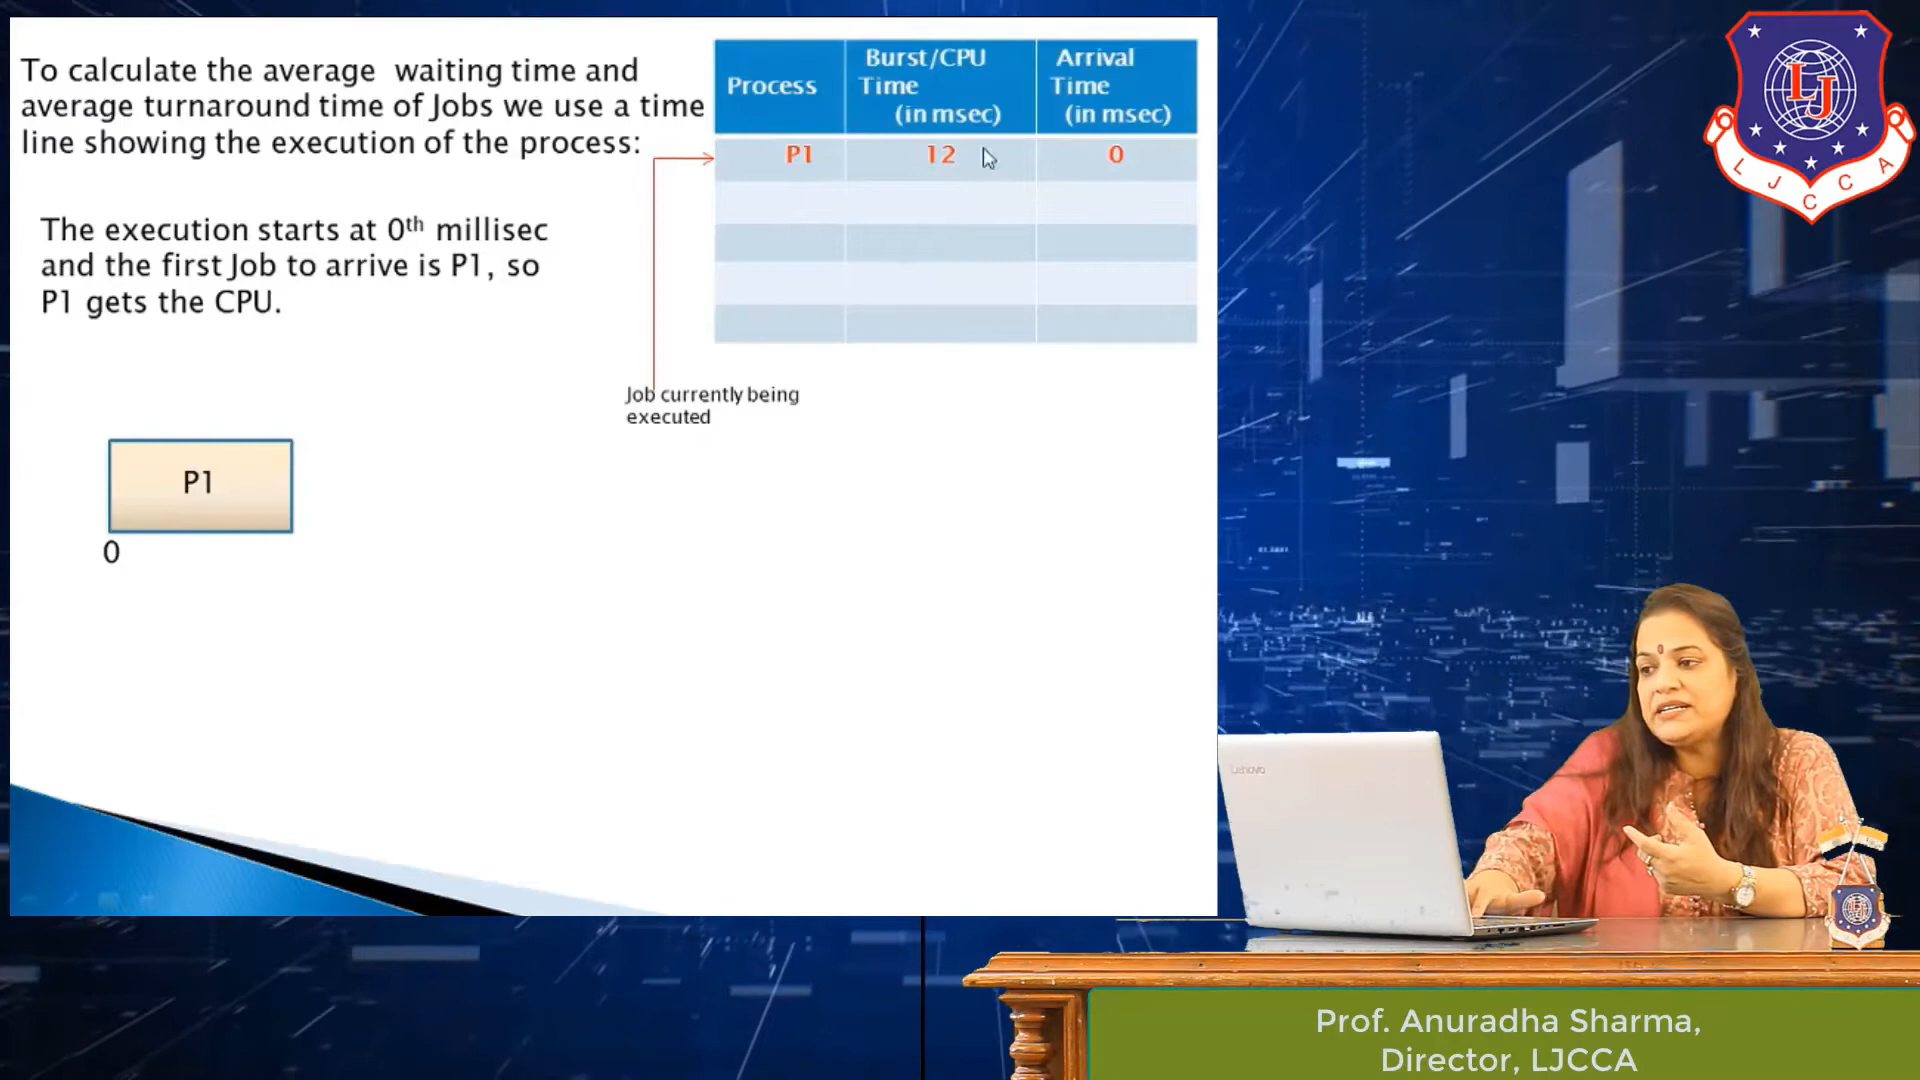 To calculate the average waiting time and
average turnaround time of Jobs we use a time
line showing the execution of the process:
The execution starts at 0th millisec
and the first Job to arrive is P1, so
P1 gets the CPU.
Process Burst/CPU Time (in msec) Arrival Time (in msec)
P1 12 0
Job currently being
executed
P1
0
LJ
L J C C A
Lenovo
Prof. Anuradha Sharma,
Director, LJCCA